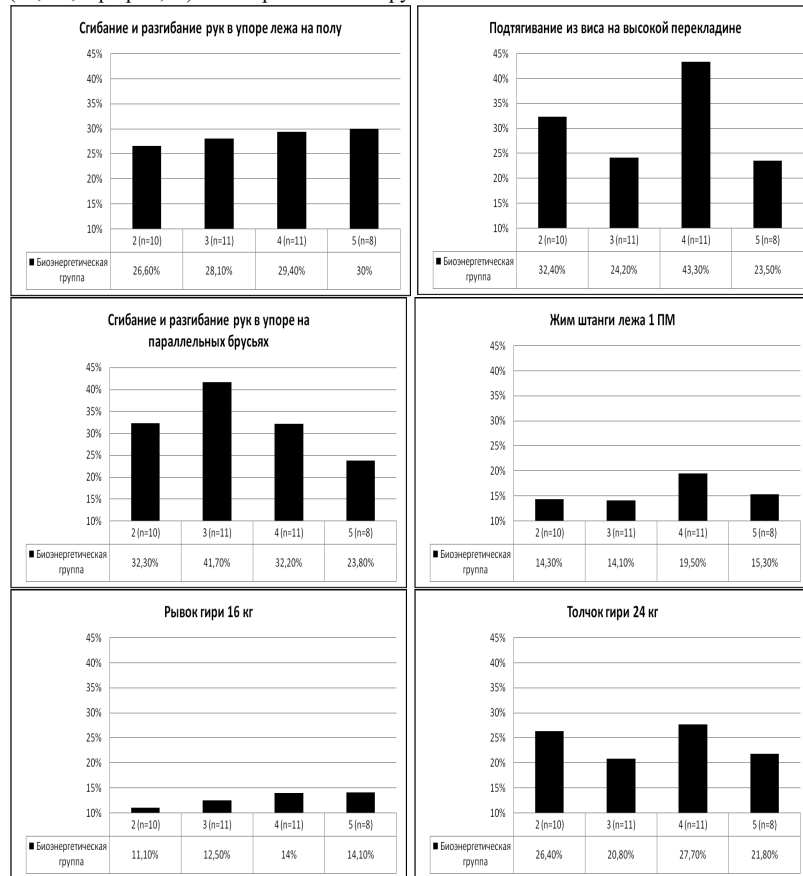 Сгибание и разгибание рук в упоре лежа на полу
45%
40%
35%
30%
25%
20%
15%
10%
2 (n=10) 3 (n=11) 4 (n=11) 5 (n=8)
Биоэнергетическая группа 26,60% 28,10% 29,40% 30%
Подтягивание из виса на высокой перекладине
45%
40%
35%
30%
25%
20%
15%
10%
2 (n=10) 3 (n=11) 4 (n=11) 5 (n=8)
Биоэнергетическая группа 32,40% 24,20% 43,30% 23,50%
Сгибание и разгибание рук в упоре на
параллельных брусьях
45%
40%
35%
30%
25%
20%
15%
10%
2 (n=10) 3 (n=11) 4 (n=11) 5 (n=8)
Биоэнергетическая группа 32,30% 41,70% 32,20% 23,80%
Жим штанги лежа 1 ПМ
45%
40%
35%
30%
25%
20%
15%
10%
2 (n=10) 3 (n=11) 4 (n=11) 5 (n=8)
Биоэнергетическая группа 14,30% 14,10% 19,50% 15,30%
Рывок гири 16 кг
45%
40%
35%
30%
25%
20%
15%
10%
2 (n=10) 3 (n=11) 4 (n=11) 5 (n=8)
Биоэнергетическая группа 11,10% 12,50% 14% 14,10%
Толчок гири 24 кг
45%
40%
35%
30%
25%
20%
15%
10%
2 (n=10) 3 (n=11) 4 (n=11) 5 (n=8)
Биоэнергетическая группа 26,40% 20,80% 27,70% 21,80%